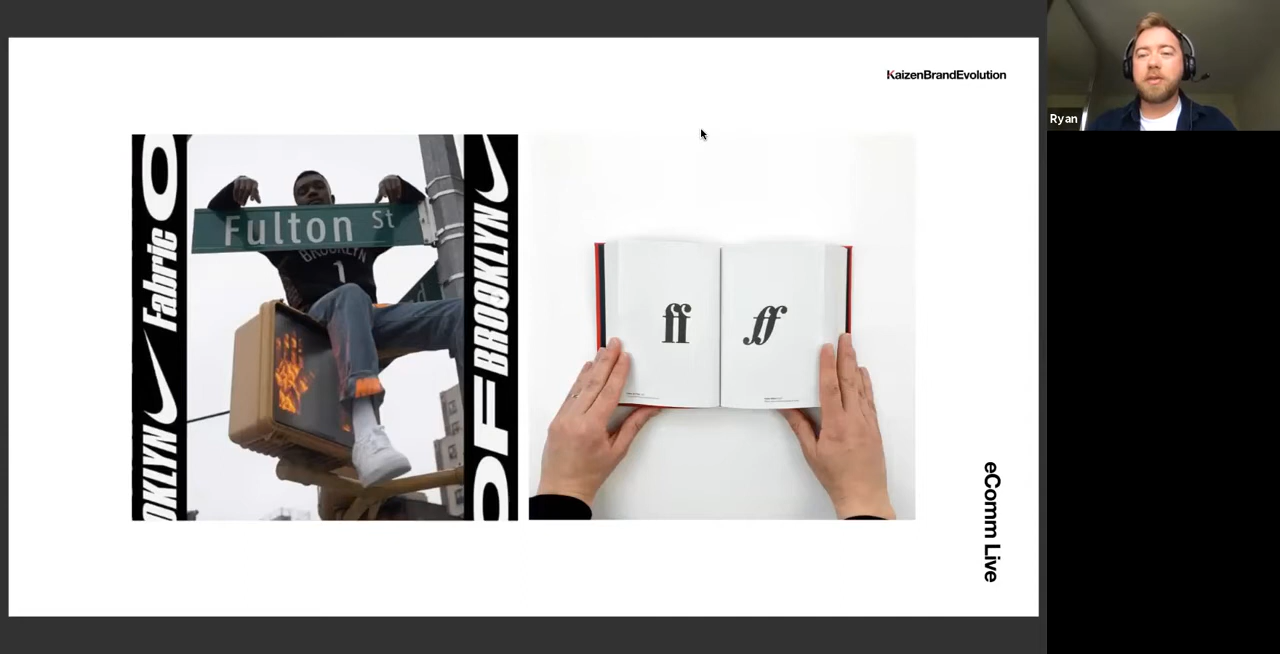 KaizenBrandEvolution
Ryan
OKLYN Fabric O
Fulton St
BROOKLYN
1
d
OF BROOKLYN
ff
ff
eComm Live